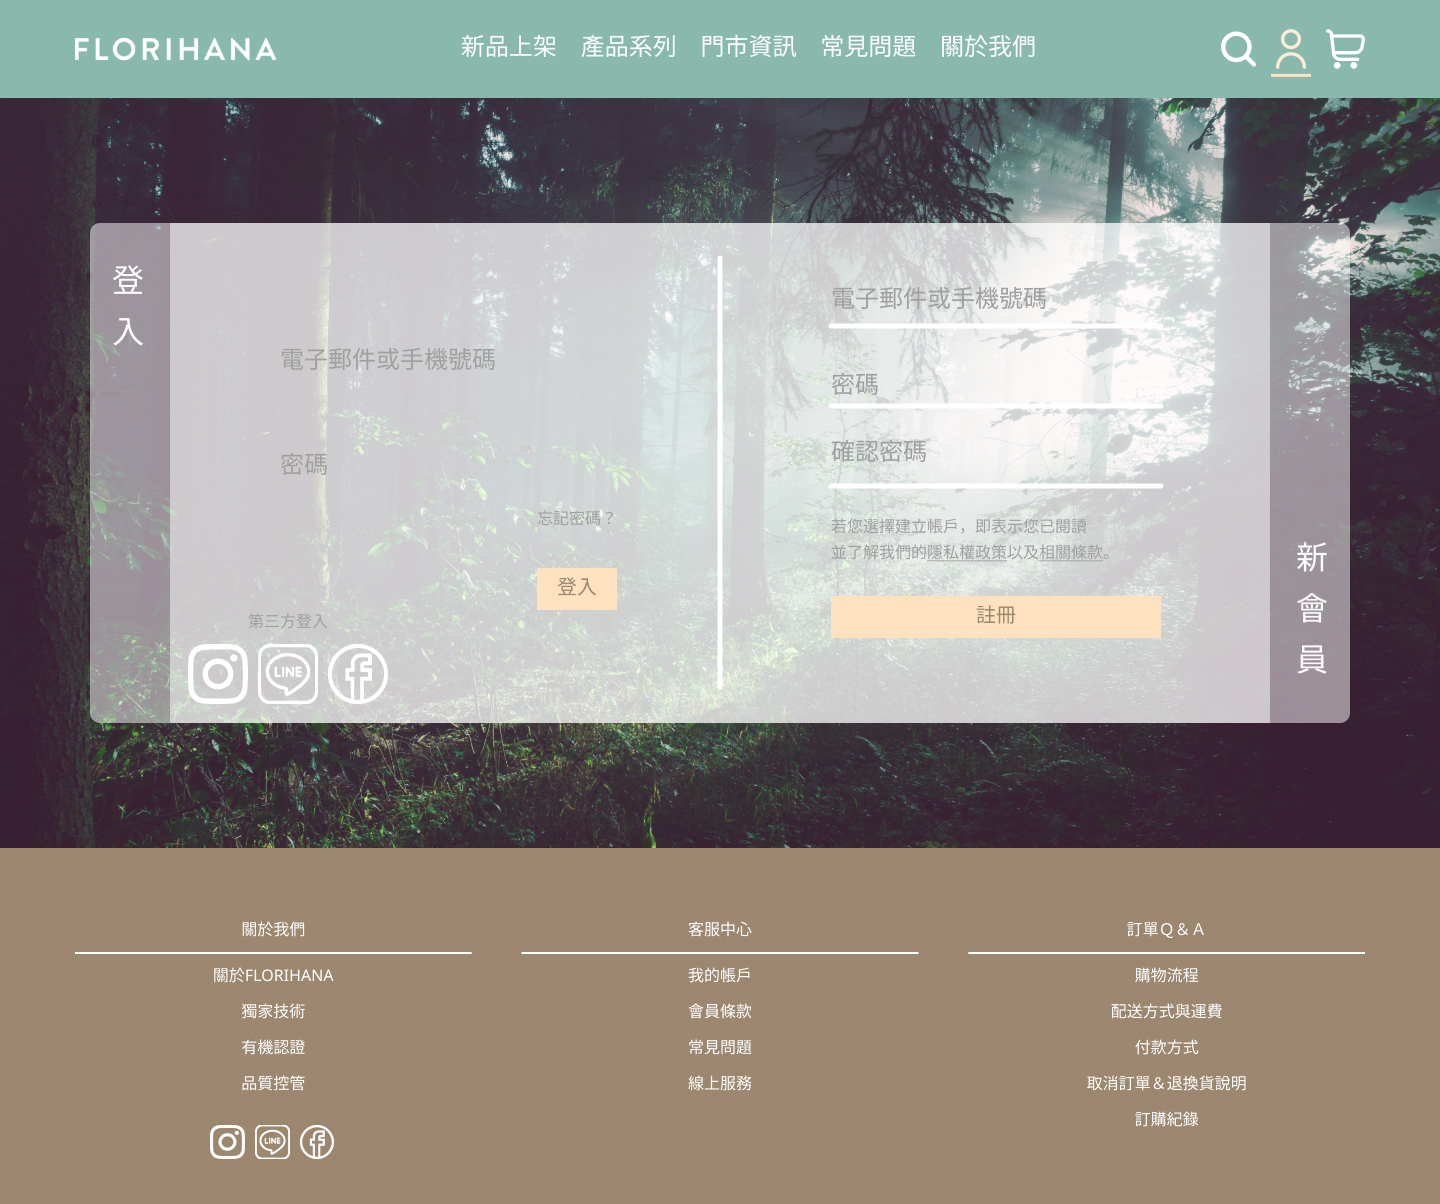 FLORIHANA
新品上架 產品系列 門市資訊 常見問題 關於我們
登入
電子郵件或手機號碼
密碼
忘記密碼？
登入
第三方登入
LINE
電子郵件或手機號碼
密碼
確認密碼
若您選擇建立帳戶，即表示您已閱讀
並了解我們的隱私權政策以及相關條款。
註冊
新會員
關於我們
關於FLORIHANA
獨家技術
有機認證
品質控管
LINE
客服中心
我的帳戶
會員條款
常見問題
線上服務
訂單Ｑ＆Ａ
購物流程
配送方式與運費
付款方式
取消訂單＆退換貨說明
訂購紀錄